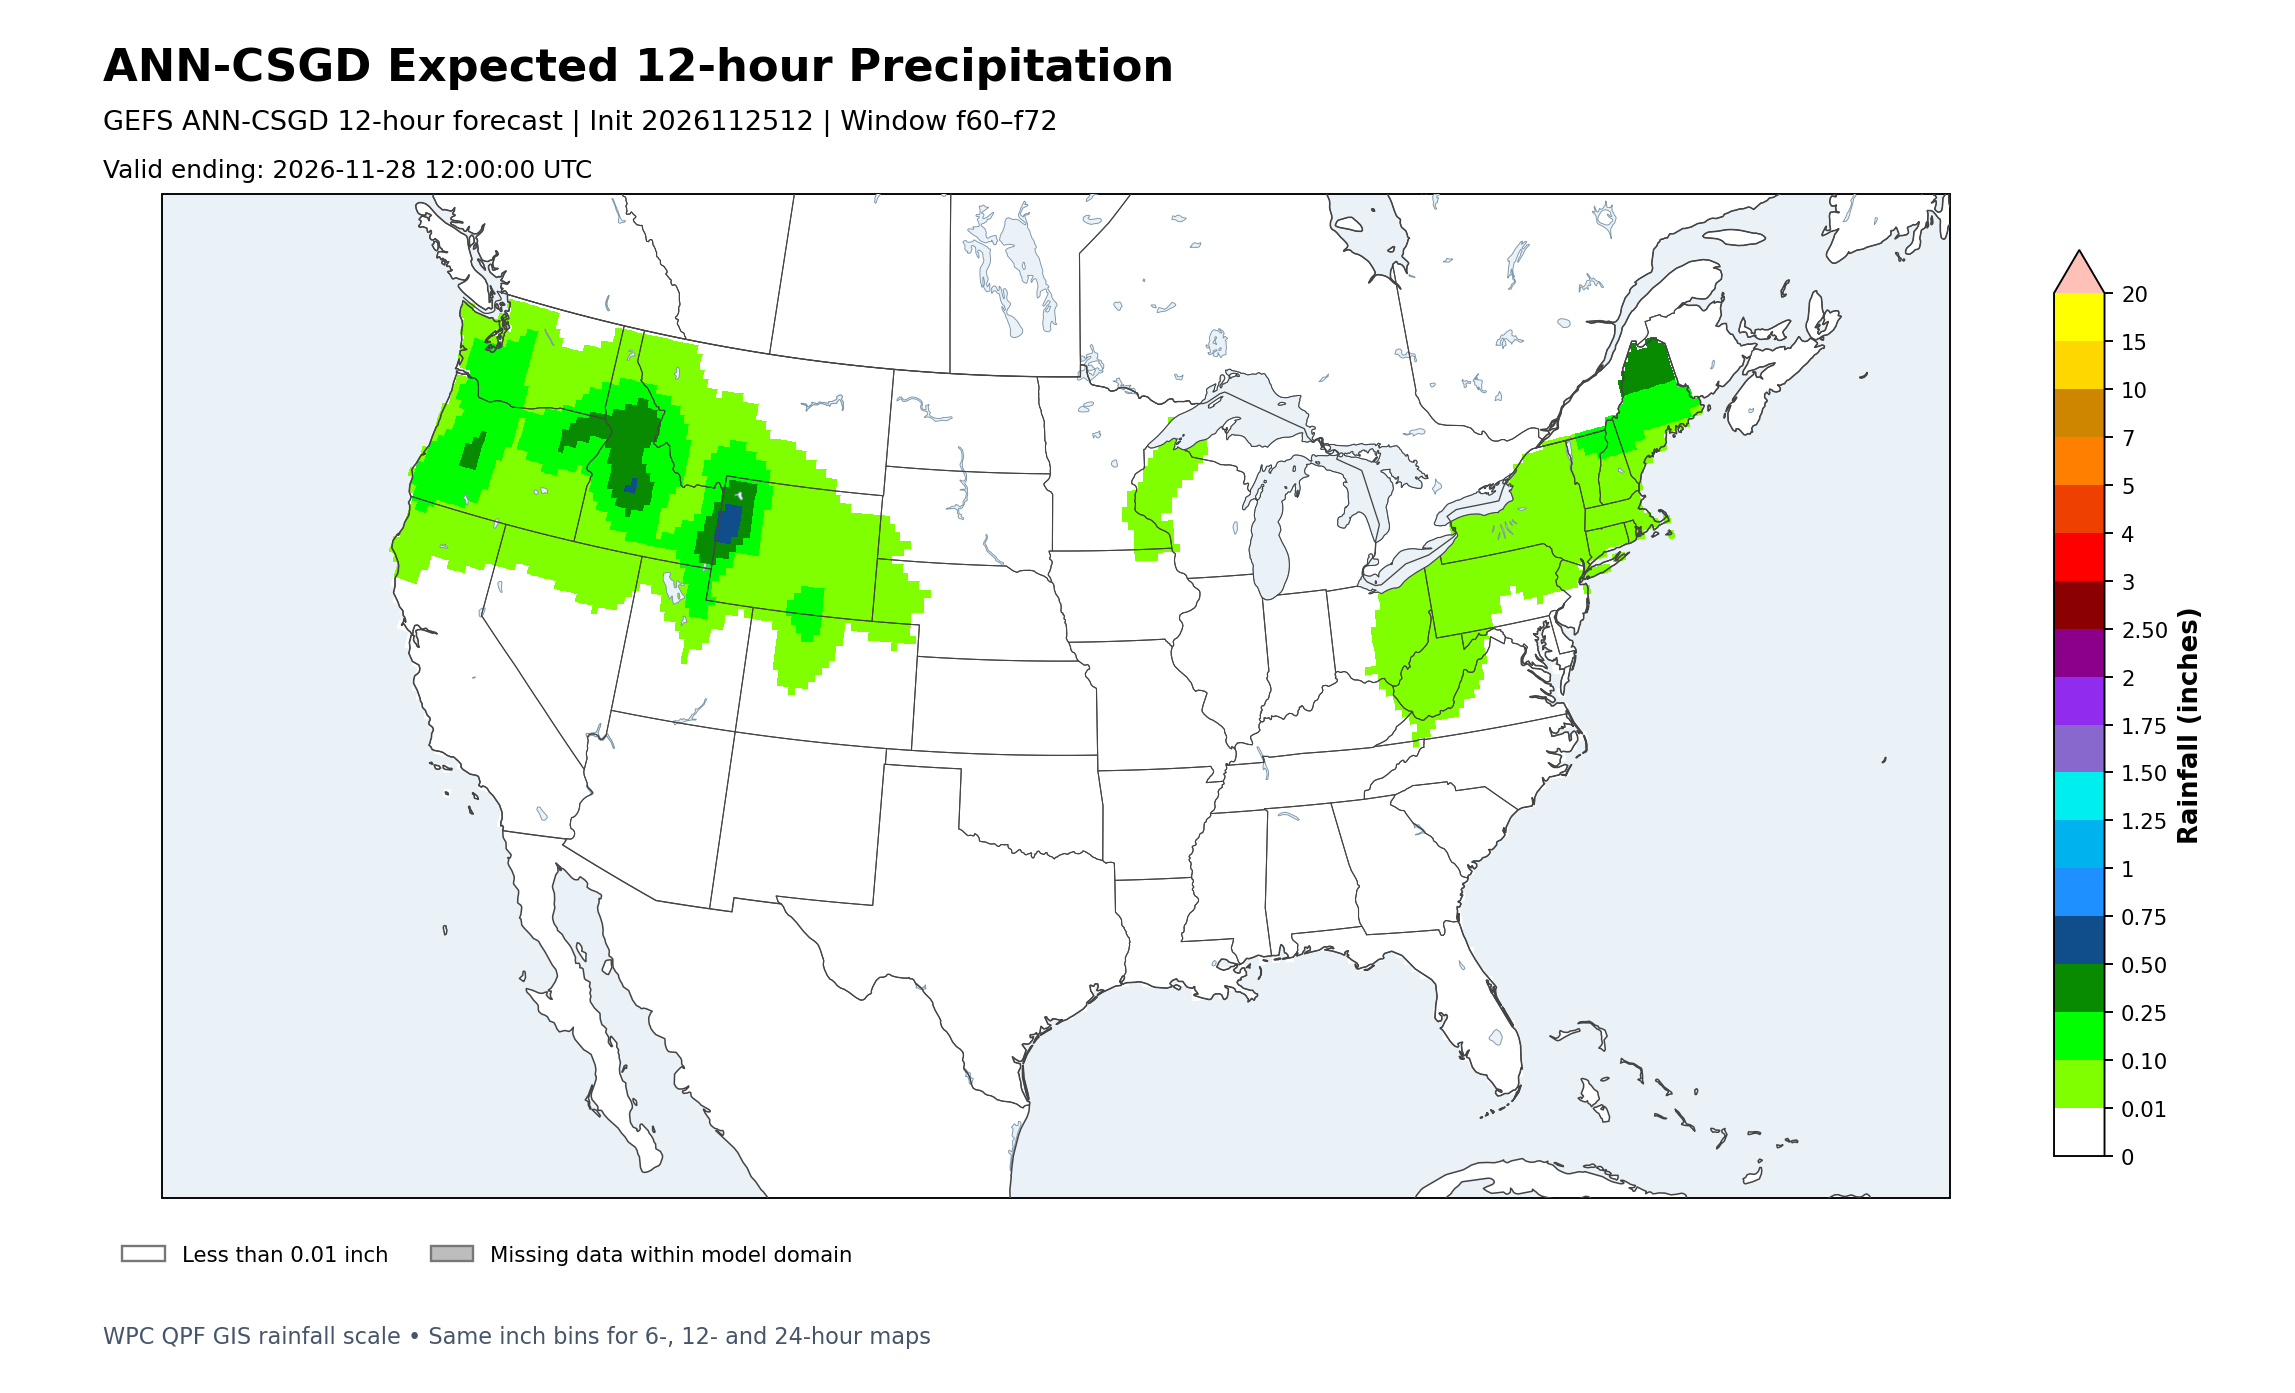 ANN-CSGD Expected 12-hour Precipitation
GEFS ANN-CSGD 12-hour forecast | Init 2026112512 | Window f60–f72
Valid ending: 2026-11-28 12:00:00 UTC
20
15
10
7
5
4
3
2.50
2
1.75
1.50
1.25
1
0.75
0.50
0.25
0.10
0.01
0
Rainfall (inches)
Less than 0.01 inch
Missing data within model domain
WPC QPF GIS rainfall scale • Same inch bins for 6-, 12- and 24-hour maps